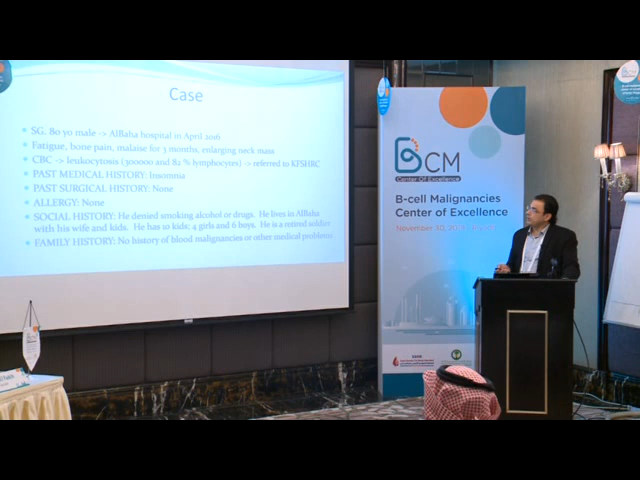 Case
SG. 80 yo male -> AlBaha hospital in April 2016
Fatigue, bone pain, malaise for 3 months, enlarging neck mass
CBC -> leukocytosis (300000 and 82 % lymphocytes) -> referred to KFSHRC
PAST MEDICAL HISTORY: Insomnia
PAST SURGICAL HISTORY: None
ALLERGY: None
SOCIAL HISTORY: He denied smoking alcohol or drugs. He lives in AlBaha
with his wife and kids. He has 10 kids; 4 girls and 6 boys. He is a retired soldier
FAMILY HISTORY: No history of blood malignancies or other medical problems
BCM
Center Of Excellence
B-cell Malignancies
Center of Excellence
November 30,